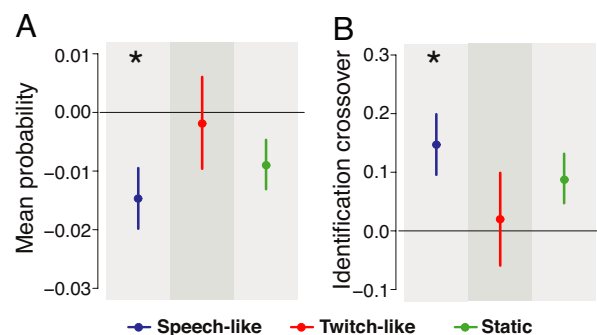 A
Mean probability
0.01
0.00
−0.01
−0.02
−0.03
*
B
Identification crossover
0.3
0.2
0.1
0.0
−0.1
*
Speech-like Twitch-like Static